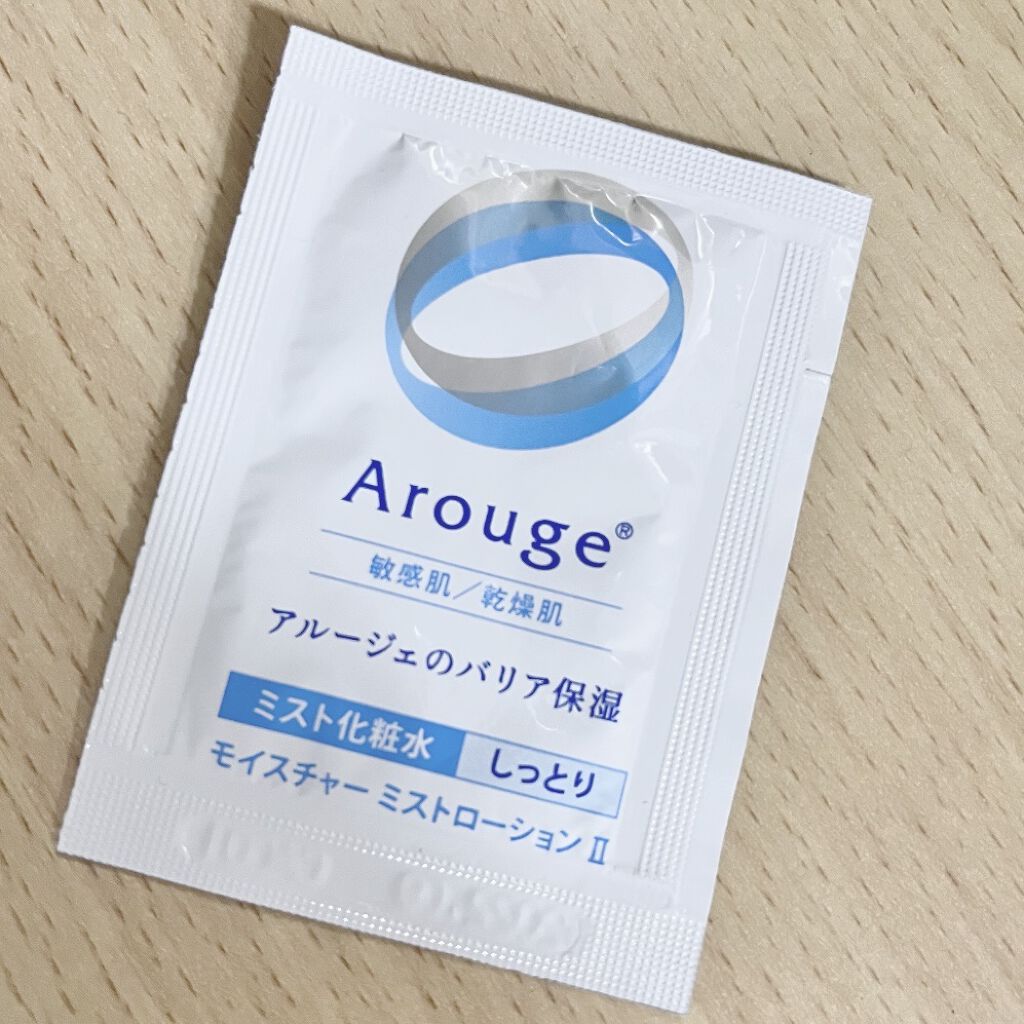 Arouge®
敏感肌／乾燥肌
アルージェのバリア保湿
ミスト化粧水 しっとり
モイスチャー ミストローション Ⅱ